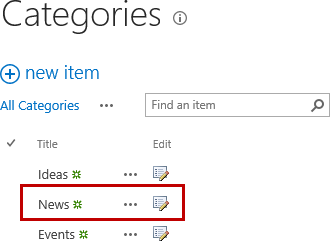 Categories
new item
All Categories ... Find an item
Title Edit
Ideas ...
News ...
Events ...